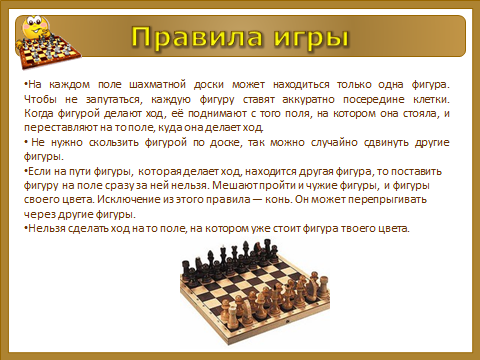 Правила игры
•На каждом поле шахматной доски может находиться только одна фигура.
Чтобы не запутаться, каждую фигуру ставят аккуратно посередине клетки.
Когда фигурой делают ход, её поднимают с того поля, на котором она стояла, и
переставляют на то поле, куда она делает ход.
• Не нужно скользить фигурой по доске, так можно случайно сдвинуть другие
фигуры.
•Если на пути фигуры, которая делает ход, находится другая фигура, то поставить
фигуру на поле сразу за ней нельзя. Мешают пройти и чужие фигуры, и фигуры
своего цвета. Исключение из этого правила — конь. Он может перепрыгивать
через другие фигуры.
•Нельзя сделать ход на то поле, на котором уже стоит фигура твоего цвета.